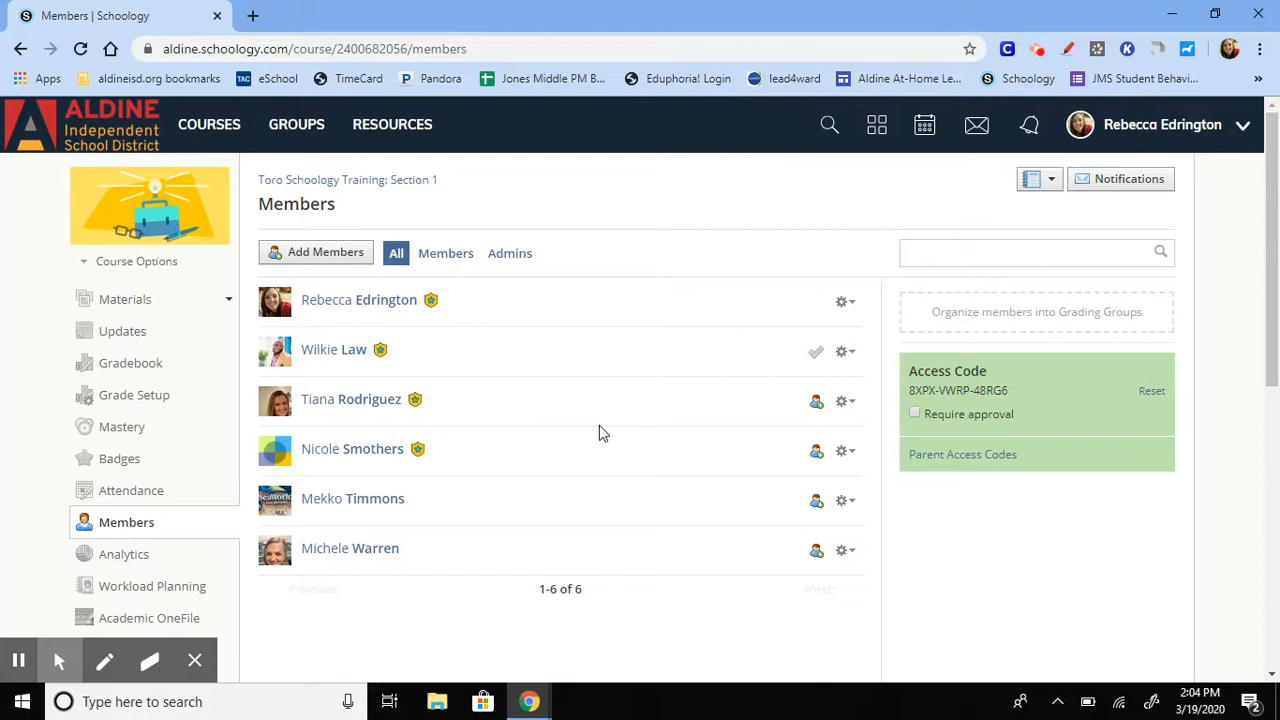 Members | Schoology
aldine.schoology.com/course/2400682056/members
Apps
aldineisd.org bookmarks
TAC
eSchool
TimeCard
Pandora
Jones Middle PM B...
Eduphoria! Login
lead4ward
Aldine At-Home Le...
Schoology
JMS Student Behavi...
»
ALDINE
Independent
School District
COURSES
GROUPS
RESOURCES
Rebecca Edrington
Toro Schoology Training: Section 1
Notifications
Members
Add Members
All
Members
Admins
Course Options
Materials
Updates
Gradebook
Grade Setup
Mastery
Badges
Attendance
Members
Analytics
Workload Planning
Academic OneFile
Rebecca Edrington
Wilkie Law
Tiana Rodriguez
Nicole Smothers
Mekko Timmons
Michele Warren
Previous
1-6 of 6
Next
Organize members into Grading Groups
Access Code
8XPX-VWRP-48RG6
Reset
Require approval
Parent Access Codes
Type here to search
2:04 PM
3/19/2020
2